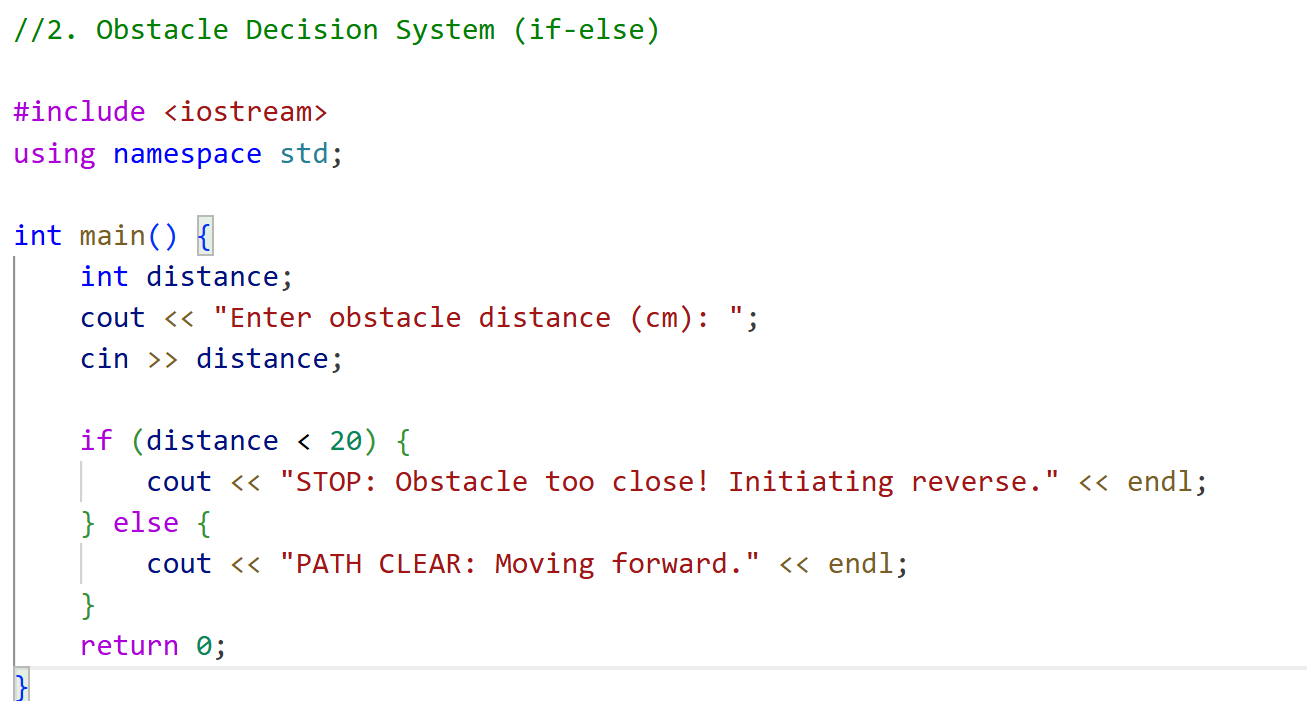 //2. Obstacle Decision System (if-else)

#include <iostream>
using namespace std;

int main() {
    int distance;
    cout << "Enter obstacle distance (cm): ";
    cin >> distance;

    if (distance < 20) {
        cout << "STOP: Obstacle too close! Initiating reverse." << endl;
    } else {
        cout << "PATH CLEAR: Moving forward." << endl;
    }
    return 0;
}